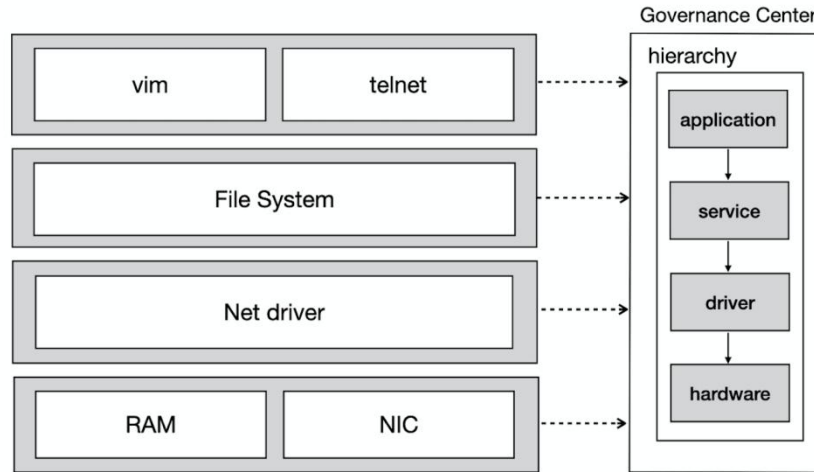 Governance Center
hierarchy
vim
telnet
application
File System
service
Net driver
driver
RAM
NIC
hardware